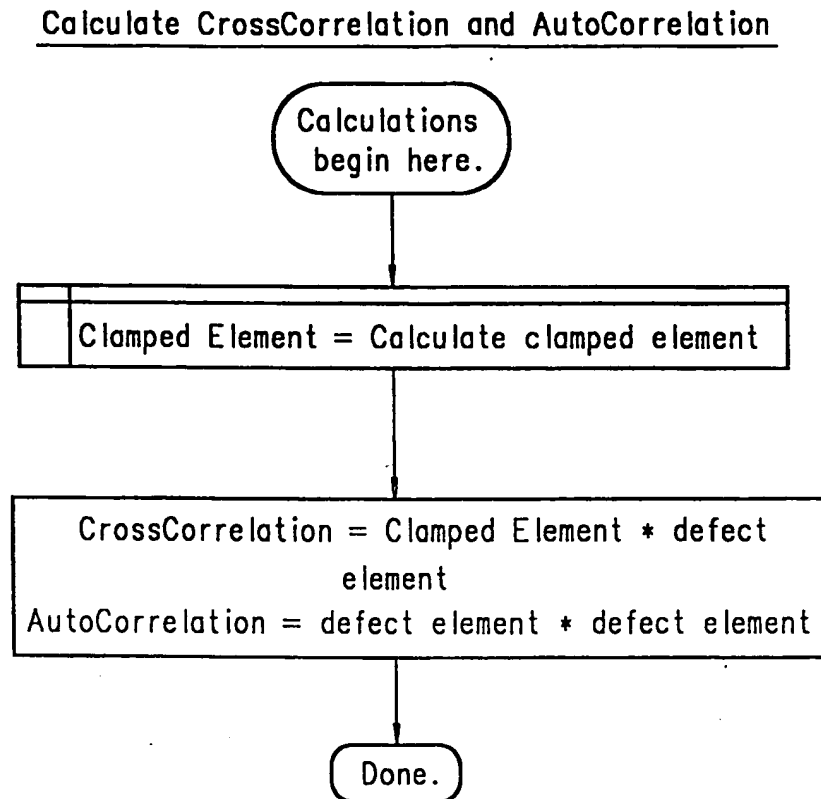 Calculate CrossCorrelation and AutoCorrelation
Calculations
begin here.
Clamped Element = Calculate clamped element
CrossCorrelation = Clamped Element * defect
element
AutoCorrelation = defect element * defect element
Done.